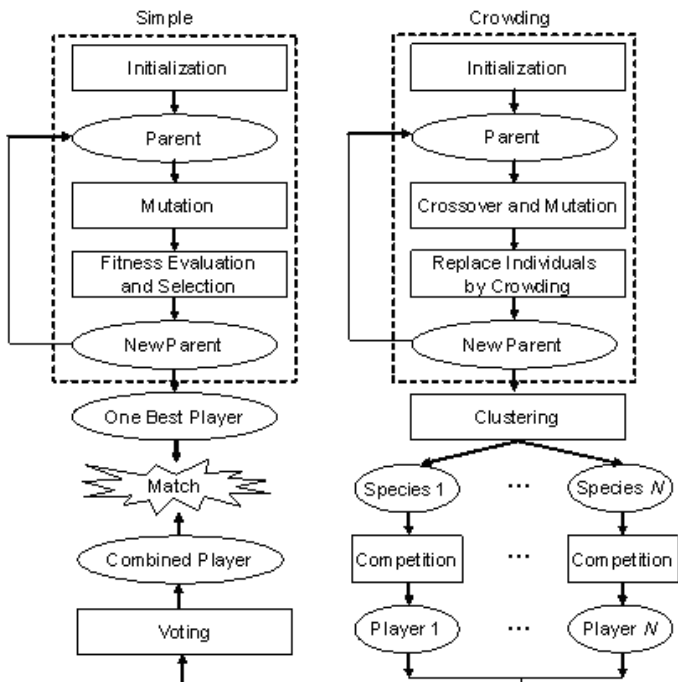 Simple
Initialization
Parent
Mutation
Fitness Evaluation
and Selection
New Parent
One Best Player
Match
Combined Player
Voting
Crowding
Initialization
Parent
Crossover and Mutation
Replace Individuals
by Crowding
New Parent
Clustering
Species 1 ... Species N
Competition ... Competition
Player 1 ... Player N